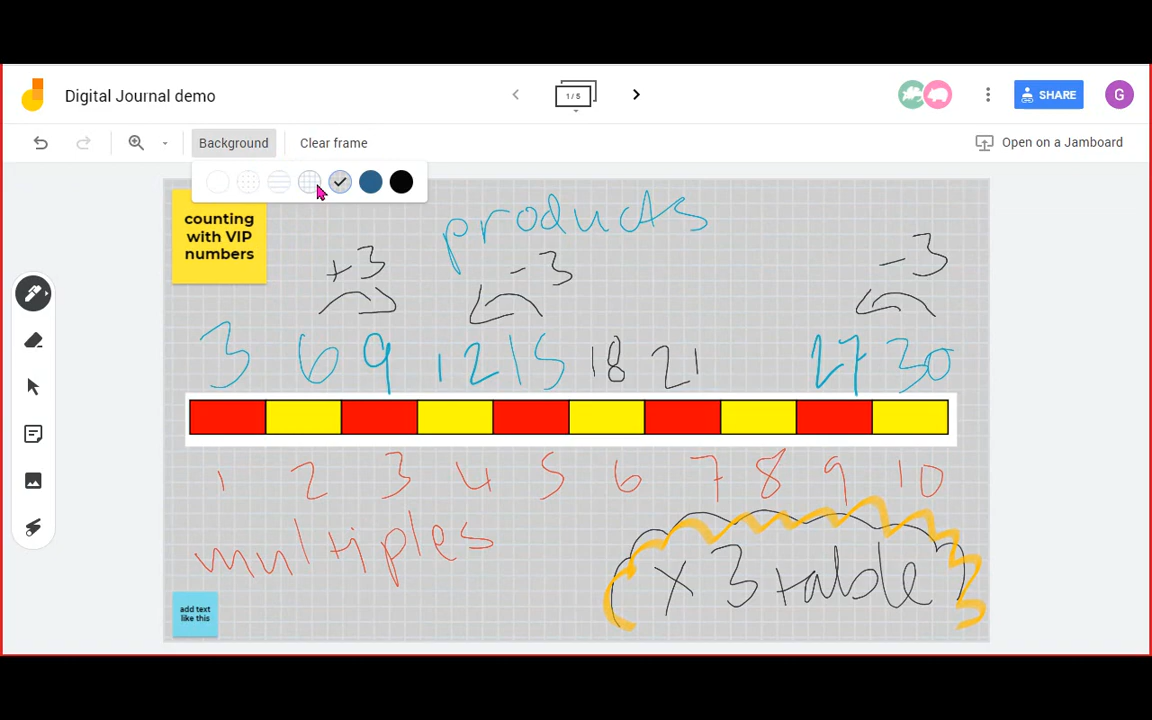 Digital Journal demo
1/5
SHARE
G
Background
Clear frame
Open on a Jamboard
counting
with VIP
numbers
products
+3
-3
-3
3 6 9 12 15 18 21 27 30
1 2 3 4 5 6 7 8 9 10
multiples
x 3 table
add text
like this